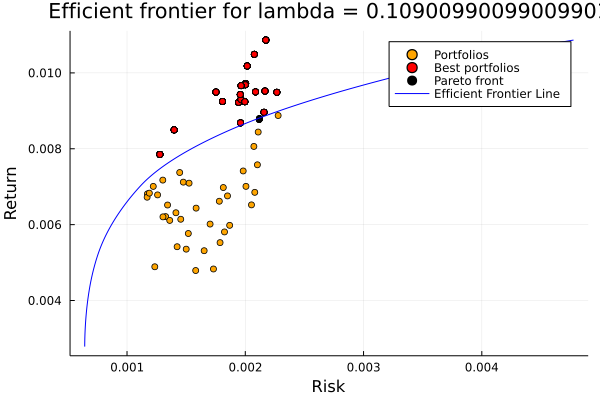 Efficient frontier for lambda = 0.1090099009900990
Portfolios
Best portfolios
Pareto front
Efficient Frontier Line
Return
0.010
0.008
0.006
0.004
0.001 0.002 0.003 0.004
Risk